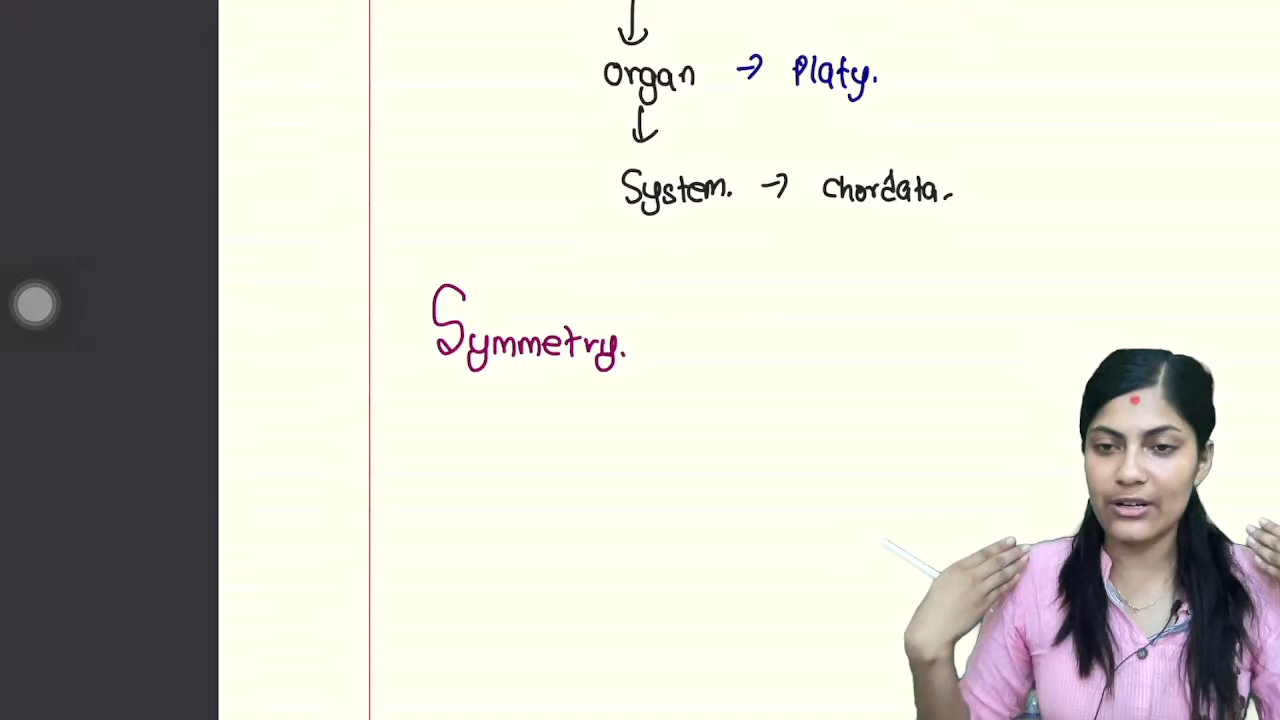 Organ → Platy.
System. → Chordata.
Symmetry.